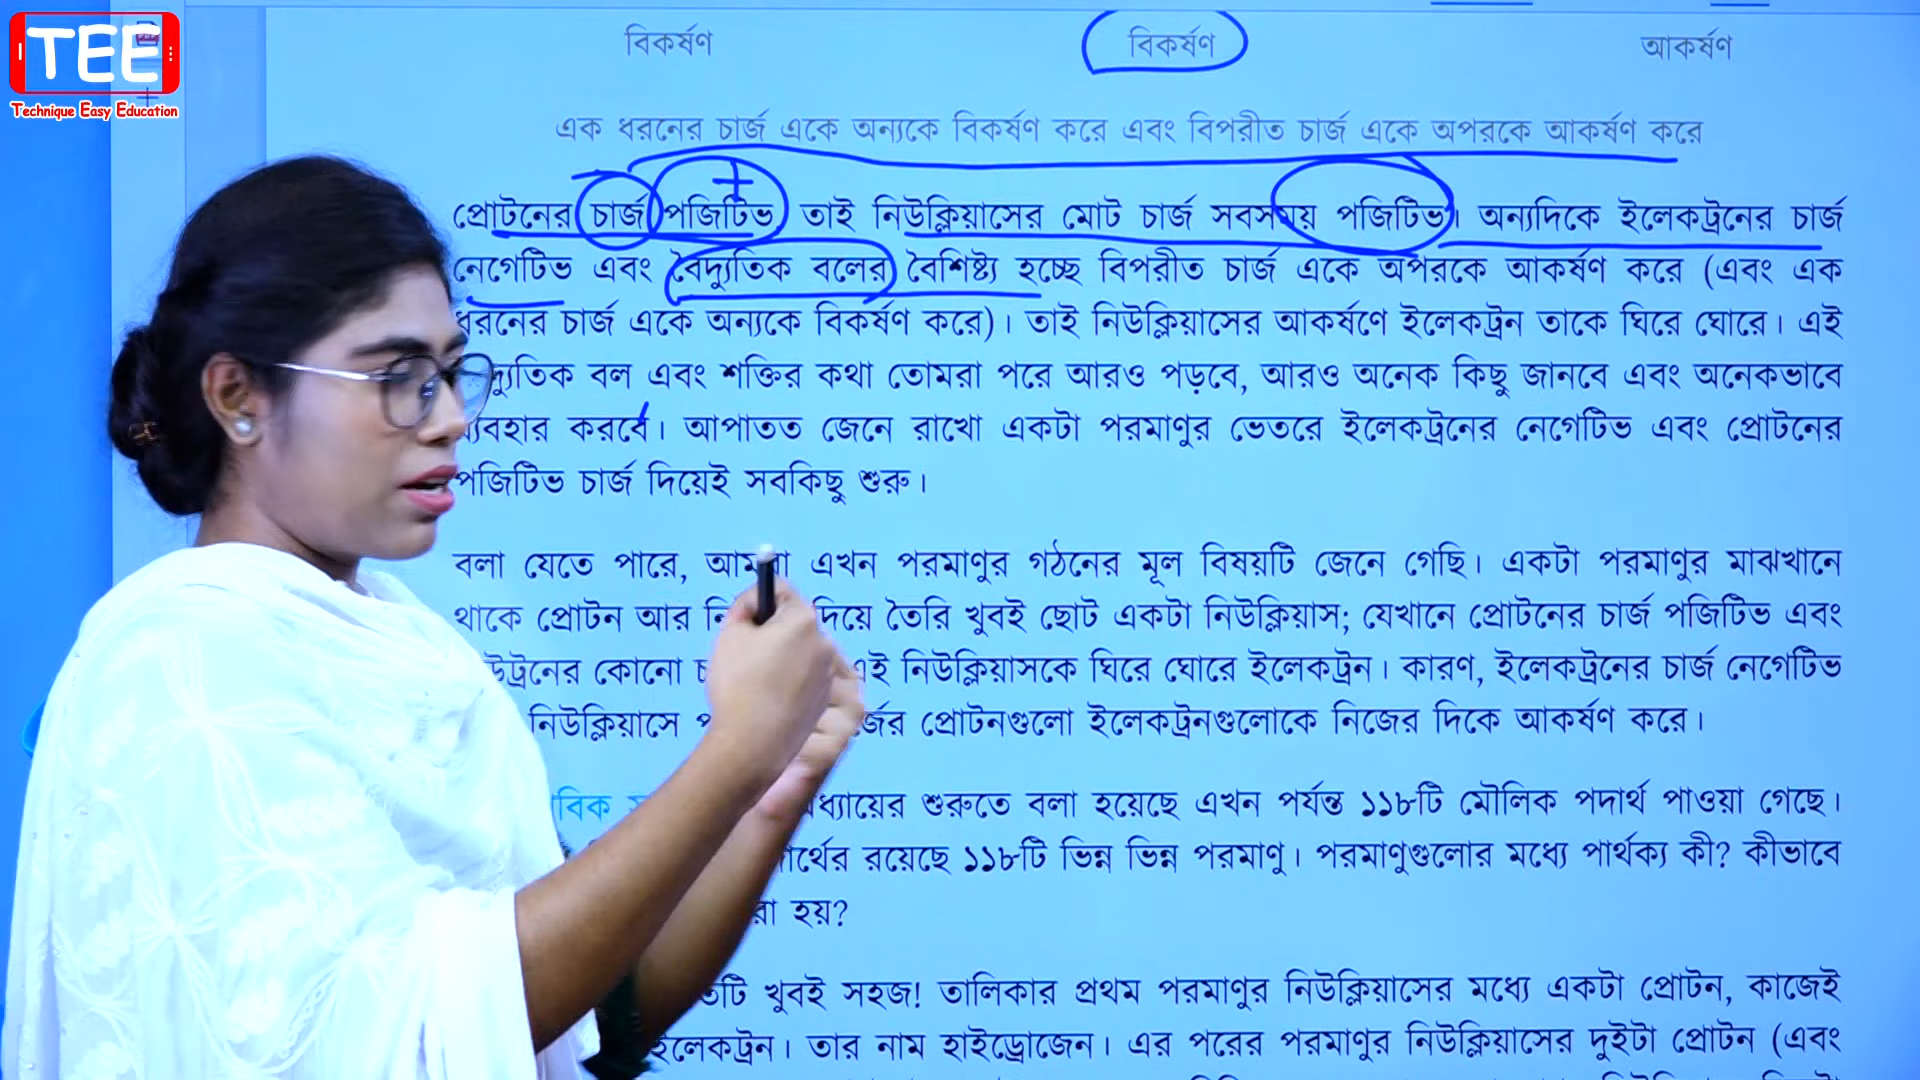 TEE
Technique Easy Education
বিকর্ষণ বিকর্ষণ আকর্ষণ
এক ধরনের চার্জ একে অন্যকে বিকর্ষণ করে এবং বিপরীত চার্জ একে অপরকে আকর্ষণ করে
+
প্রোটনের চার্জ পজিটিভ তাই নিউক্লিয়াসের মোট চার্জ সবসময় পজিটিভ। অন্যদিকে ইলেকট্রনের চার্জ
নেগেটিভ এবং বৈদ্যুতিক বলের বৈশিষ্ট্য হচ্ছে বিপরীত চার্জ একে অপরকে আকর্ষণ করে (এবং এক
ধরনের চার্জ একে অন্যকে বিকর্ষণ করে)। তাই নিউক্লিয়াসের আকর্ষণে ইলেকট্রন তাকে ঘিরে ঘোরে। এই
বল এবং শক্তির কথা তোমরা পরে আরও পড়বে, আরও অনেক কিছু জানবে এবং অনেকভাবে
করবে। আপাতত জেনে রাখো একটা পরমাণুর ভেতরে ইলেকট্রনের নেগেটিভ এবং প্রোটনের
পজিটিভ চার্জ দিয়েই সবকিছু শুরু।
বলা যেতে পারে, আমরা এখন পরমাণুর গঠনের মূল বিষয়টি জেনে গেছি। একটা পরমাণুর মাঝখানে
থাকে প্রোটন আর দিয়ে তৈরি খুবই ছোট একটা নিউক্লিয়াস; যেখানে প্রোটনের চার্জ পজিটিভ এবং
কোনো এই নিউক্লিয়াসকে ঘিরে ঘোরে ইলেকট্রন। কারণ, ইলেকট্রনের চার্জ নেগেটিভ
নিউক্লিয়াসে প্রোটনগুলো ইলেকট্রনগুলোকে নিজের দিকে আকর্ষণ করে।
শুরুতে বলা হয়েছে এখন পর্যন্ত ১১৮টি মৌলিক পদার্থ পাওয়া গেছে।
রয়েছে ১১৮টি ভিন্ন ভিন্ন পরমাণু। পরমাণুগুলোর মধ্যে পার্থক্য কী? কীভাবে
হয়?
খুবই সহজ! তালিকার প্রথম পরমাণুর নিউক্লিয়াসের মধ্যে একটা প্রোটন, কাজেই
ইলেকট্রন। তার নাম হাইড্রোজেন। এর পরের পরমাণুর নিউক্লিয়াসের দুইটা প্রোটন (এবং